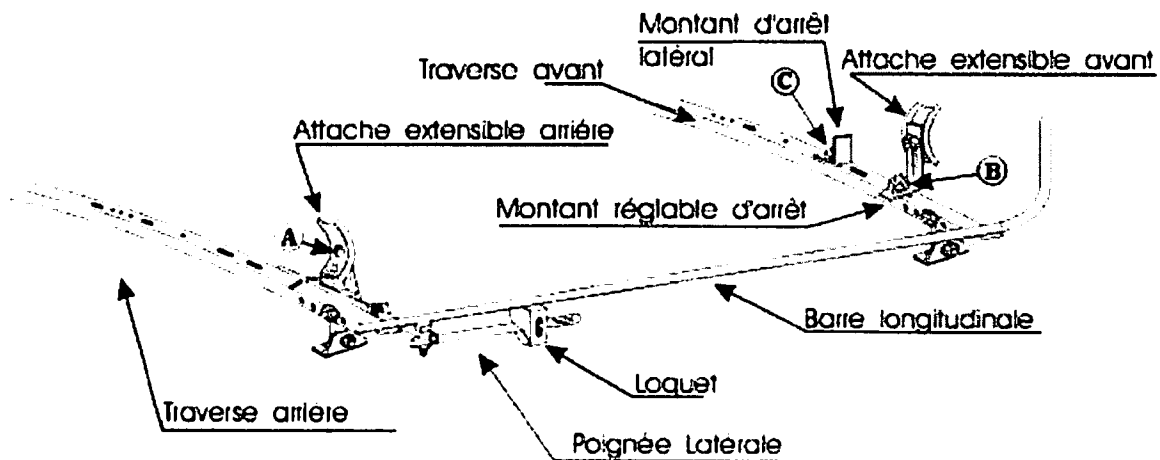 Montant d'arrêt
latéral
Attache extensible avant
Traverse avant
C
Attache extensible arriére
B
Montant réglable d'arrêt
A
Barre longitudinale
Loquet
Traverse arrière
Poignée Latérale